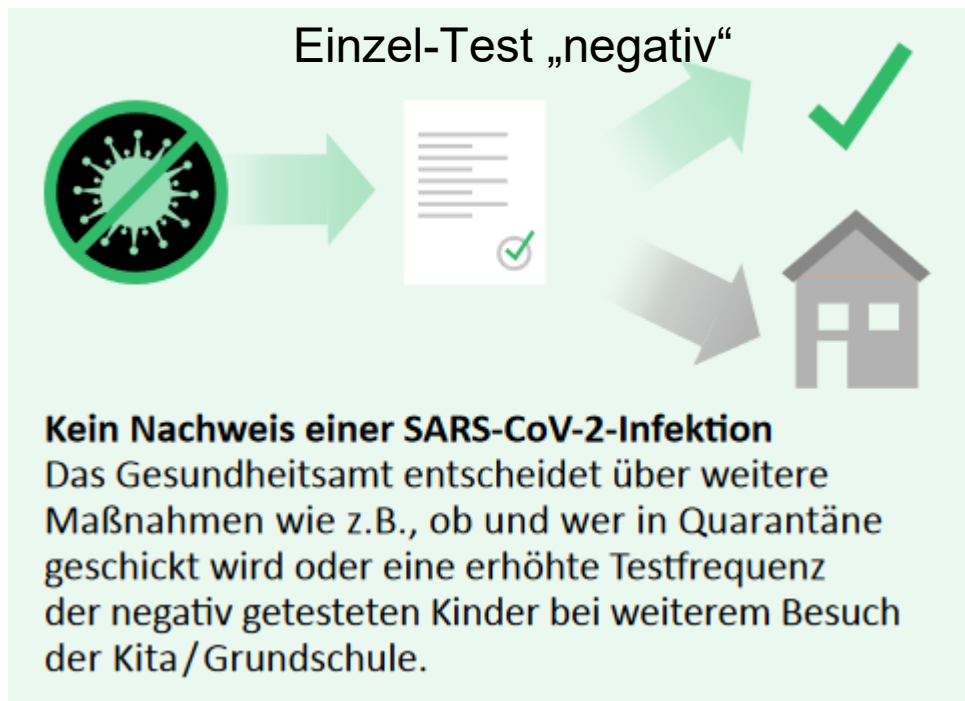 Einzel-Test „negativ“
Kein Nachweis einer SARS-CoV-2-Infektion
Das Gesundheitsamt entscheidet über weitere
Maßnahmen wie z.B., ob und wer in Quarantäne
geschickt wird oder eine erhöhte Testfrequenz
der negativ getesteten Kinder bei weiterem Besuch
der Kita/Grundschule.